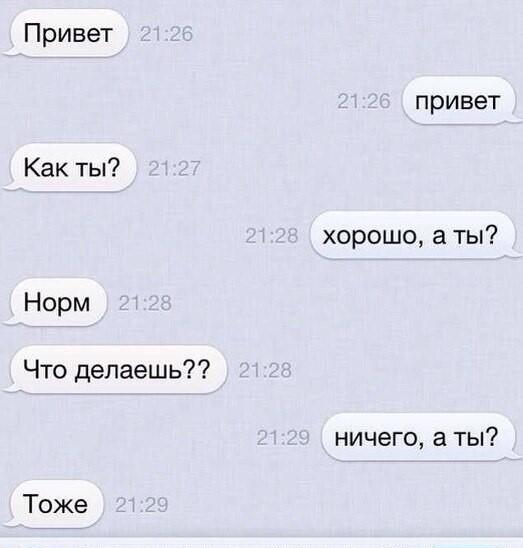 Привет 21:26
21:26 привет
Как ты? 21:27
21:28 хорошо, а ты?
Норм 21:28
Что делаешь?? 21:28
21:29 ничего, а ты?
Тоже 21:29